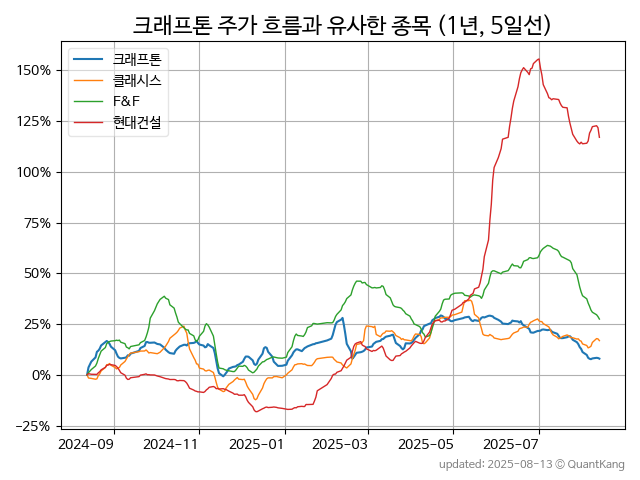 크래프톤 주가 흐름과 유사한 종목 (1년, 5일선)
크래프톤
클래시스
F&F
현대건설
150%
125%
100%
75%
50%
25%
0%
−25%
2024-09 2024-11 2025-01 2025-03 2025-05 2025-07
updated: 2025-08-13 © QuantKang